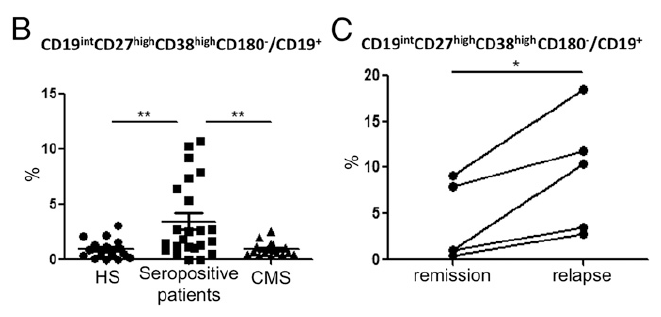 B
CD19intCD27highCD38highCD180-/CD19+
**
**
15
10
5
0
%
HS
Seropositive
patients
CMS
C
CD19intCD27highCD38highCD180-/CD19+
*
20
15
10
5
0
%
remission
relapse